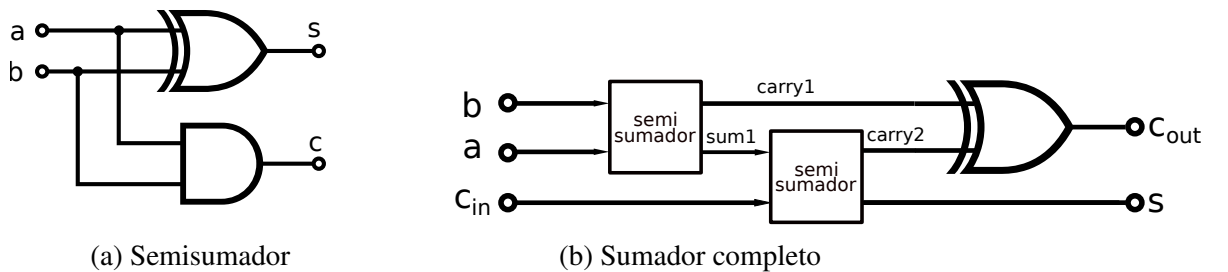 a
b
s
c
(a) Semisumador
b
a
c_in
semi
sumador
carry1
sum1
semi
sumador
carry2
c_out
s
(b) Sumador completo